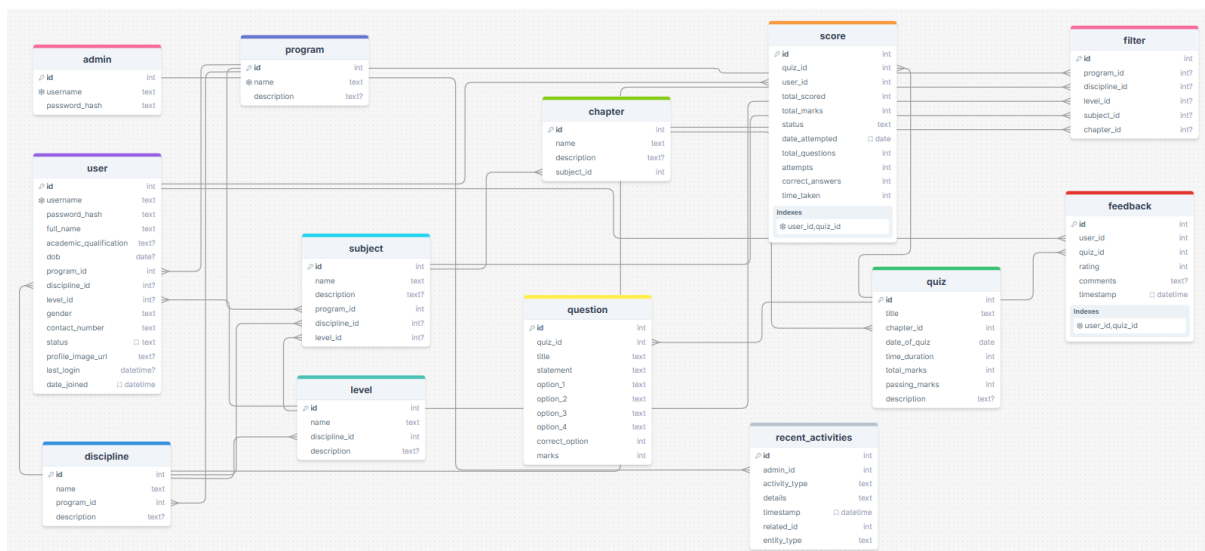 admin
id int
username text
password_hash text
program
id int
name text
description text?
score
id int
quiz_id int
user_id int
total_scored int
total_marks int
status text
date_attempted date
total_questions int
attempts int
correct_answers int
time_taken int
Indexes
user_id,quiz_id
filter
id int
program_id int?
discipline_id int?
level_id int?
subject_id int?
chapter_id int?
chapter
id int
name text
description text?
subject_id int
user
id int
username text
password_hash text
full_name text
academic_qualification text?
dob date?
program_id int
discipline_id int?
level_id int?
gender text
contact_number text
status text
profile_image_url text?
last_login datetime?
date_joined datetime
feedback
id int
user_id int
quiz_id int
rating int
comments text?
timestamp datetime
Indexes
user_id,quiz_id
subject
id int
name text
description text?
program_id int
discipline_id int?
level_id int?
quiz
id int
title text
chapter_id int
date_of_quiz date
time_duration int
total_marks int
passing_marks int
description text?
question
id int
quiz_id int
title text
statement text
option_1 text
option_2 text
option_3 text
option_4 text
correct_option int
marks int
level
id int
name text
discipline_id int
description text?
recent_activities
id int
admin_id int
activity_type text
details text
timestamp datetime
related_id int
entity_type text
discipline
id int
name text
program_id int
description text?